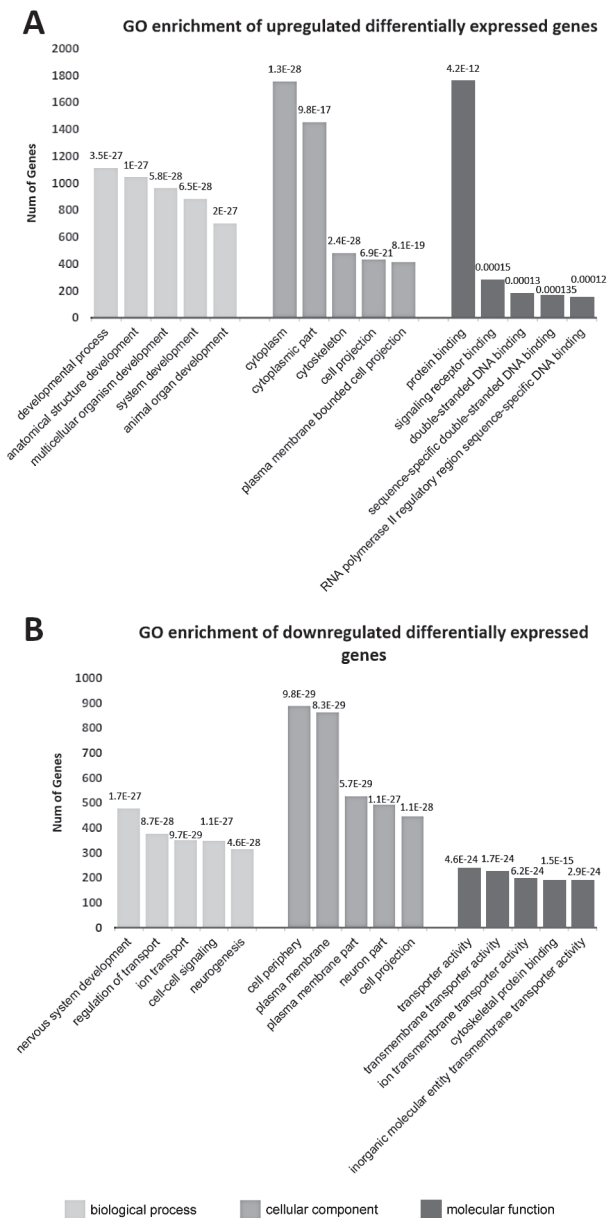 A
GO enrichment of upregulated differentially expressed genes
Num of Genes
2000
1800
1600
1400
1200
1000
800
600
400
200
0
3.5E-27
1E-27
5.8E-28
6.5E-28
2E-27
1.3E-28
9.8E-17
2.4E-28
6.9E-21
8.1E-19
4.2E-12
0.00015
0.00013
0.000135
0.00012
developmental process
anatomical structure development
multicellular organism development
system development
animal organ development
cytoplasm
cytoplasmic part
cytoskeleton
cell projection
plasma membrane bounded cell projection
protein binding
signaling receptor binding
double-stranded DNA binding
sequence-specific double-stranded DNA binding
RNA polymerase II regulatory region sequence-specific DNA binding
B
GO enrichment of downregulated differentially expressed
genes
Num of Genes
1000
900
800
700
600
500
400
300
200
100
0
1.7E-27
8.7E-28
9.7E-29
1.1E-27
4.6E-28
9.8E-29
8.3E-29
5.7E-29
1.1E-27
1.1E-28
4.6E-24
1.7E-24
6.2E-24
1.5E-15
2.9E-24
nervous system development
regulation of transport
ion transport
cell-cell signaling
neurogenesis
cell periphery
plasma membrane
plasma membrane part
neuron part
cell projection
transporter activity
transmembrane transporter activity
ion transmembrane transporter activity
cytoskeletal protein binding
inorganic molecular entity transmembrane transporter activity
biological process
cellular component
molecular function